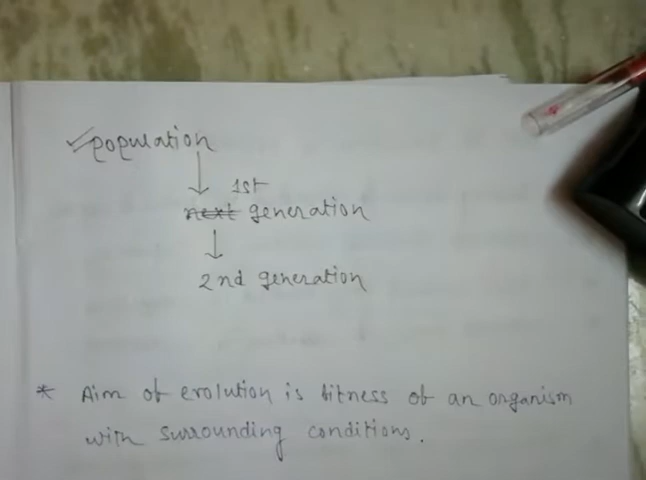 population
1st
next generation
2nd generation
* Aim of evolution is fitness of an organism
with surrounding conditions.